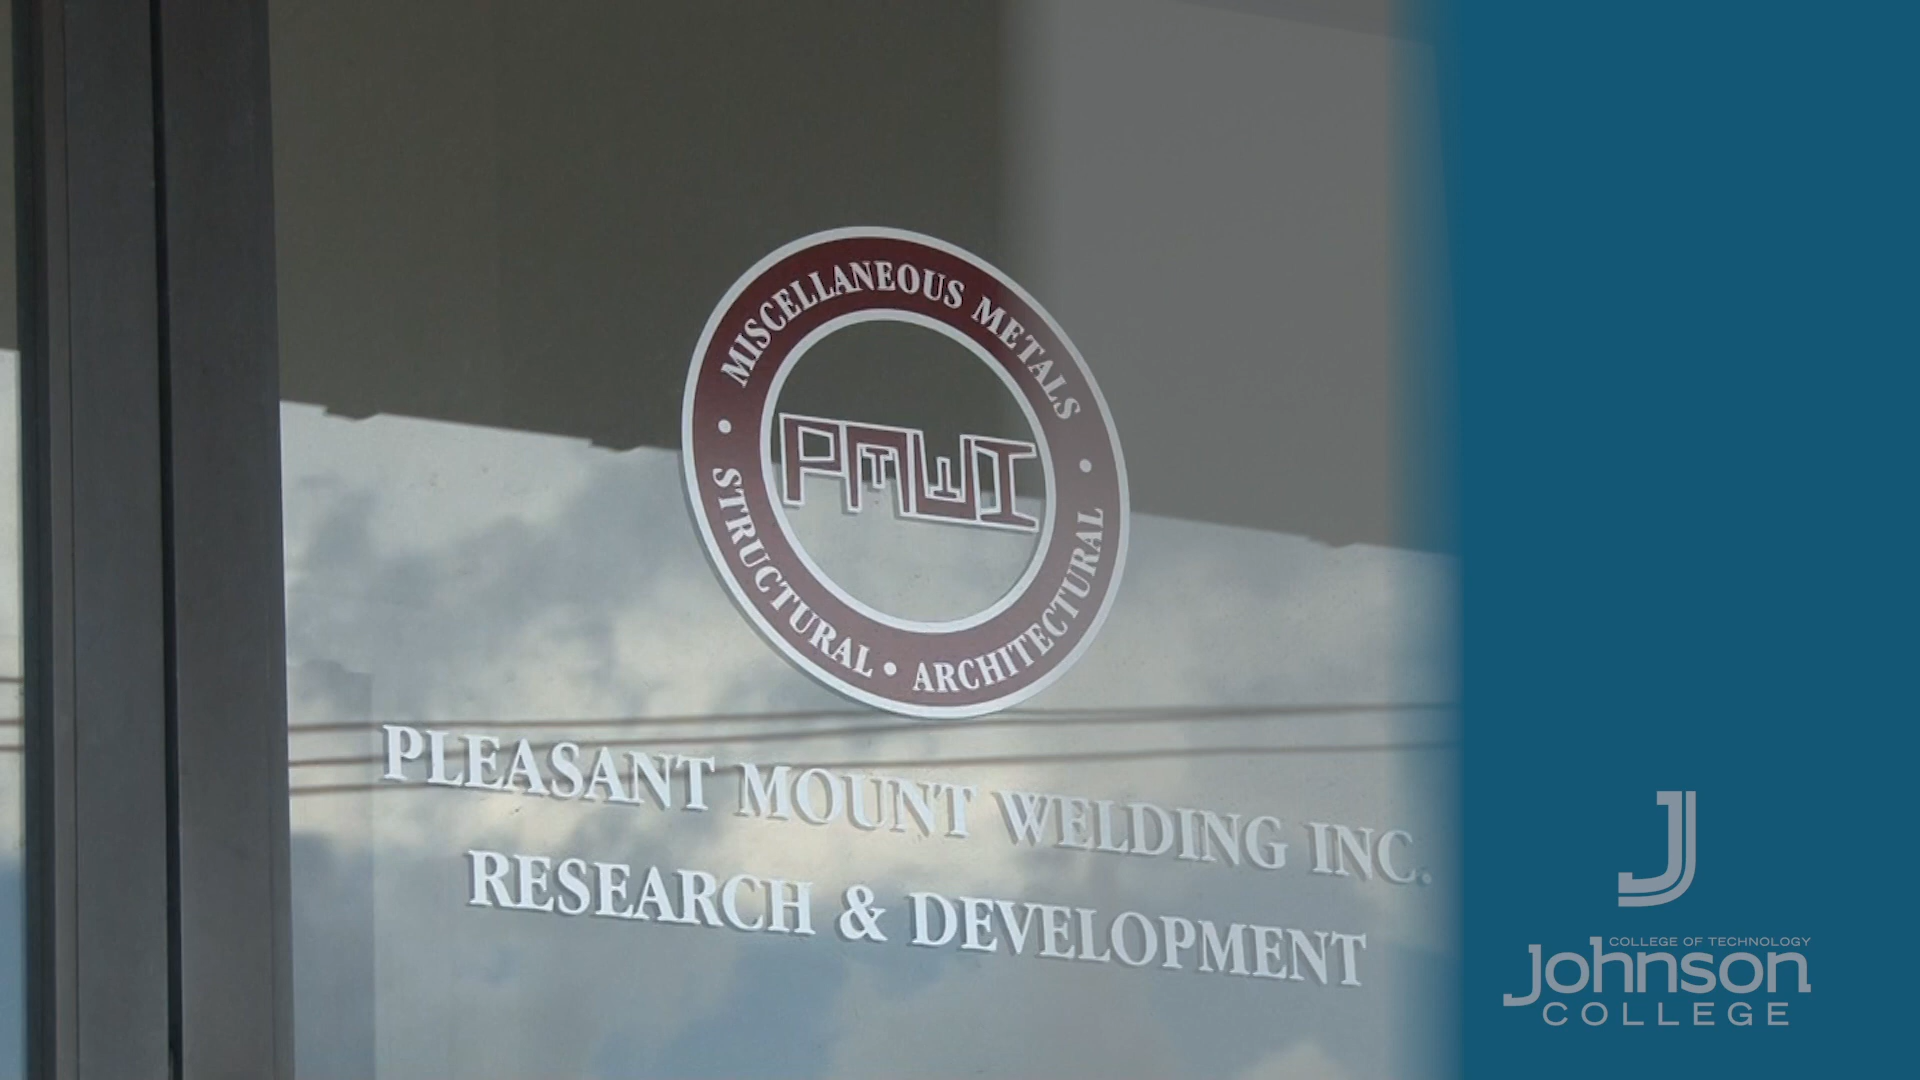 • MISCELLANEOUS METALS •
STRUCTURAL • ARCHITECTURAL
PMWI
PLEASANT MOUNT WELDING INC.
RESEARCH & DEVELOPMENT
J
COLLEGE OF TECHNOLOGY
Johnson
COLLEGE